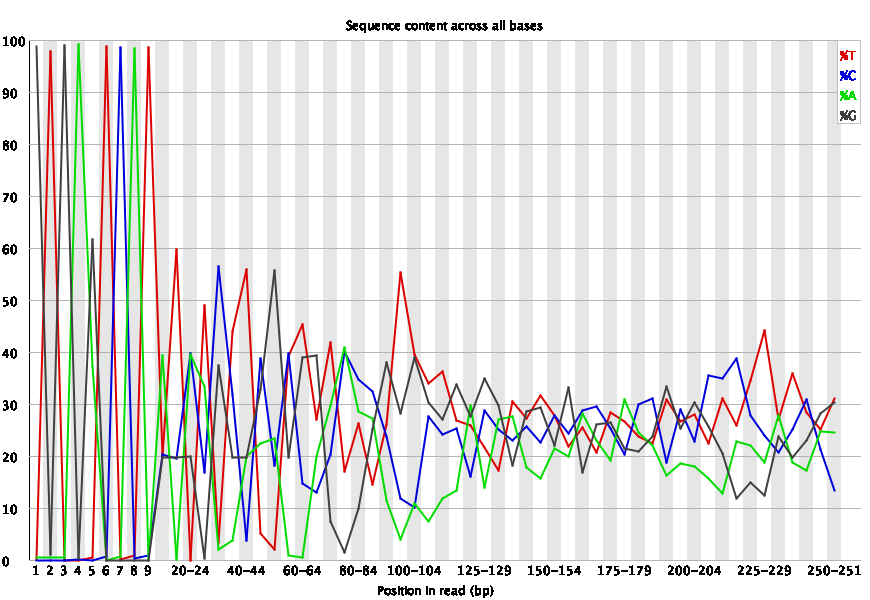 Sequence content across all bases
100
90
80
70
60
50
40
30
20
10
0
%T
%C
%A
%G
1 2 3 4 5 6 7 8 9 20-24 40-44 60-64 80-84 100-104 125-129 150-154 175-179 200-204 225-229 250-251
Position in read (bp)